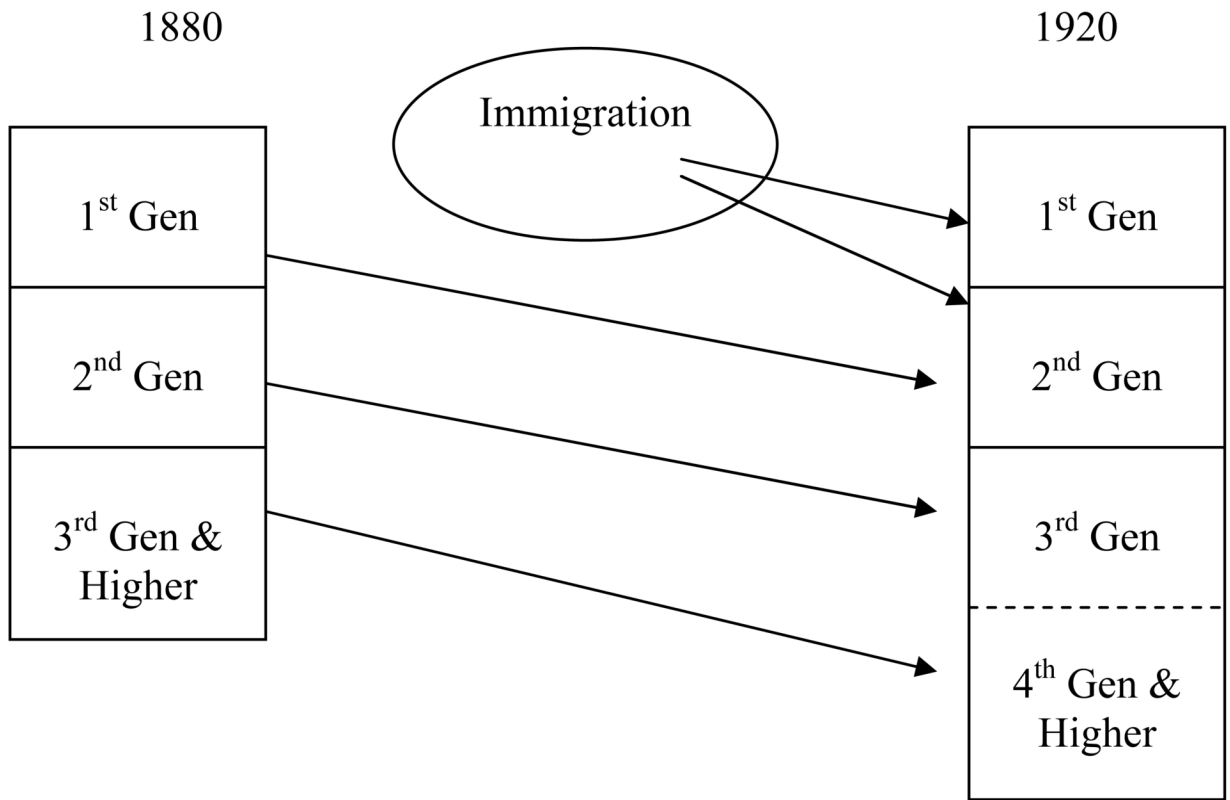 1880
1920
Immigration
1st Gen
2nd Gen
3rd Gen &
Higher
1st Gen
2nd Gen
3rd Gen
4th Gen &
Higher